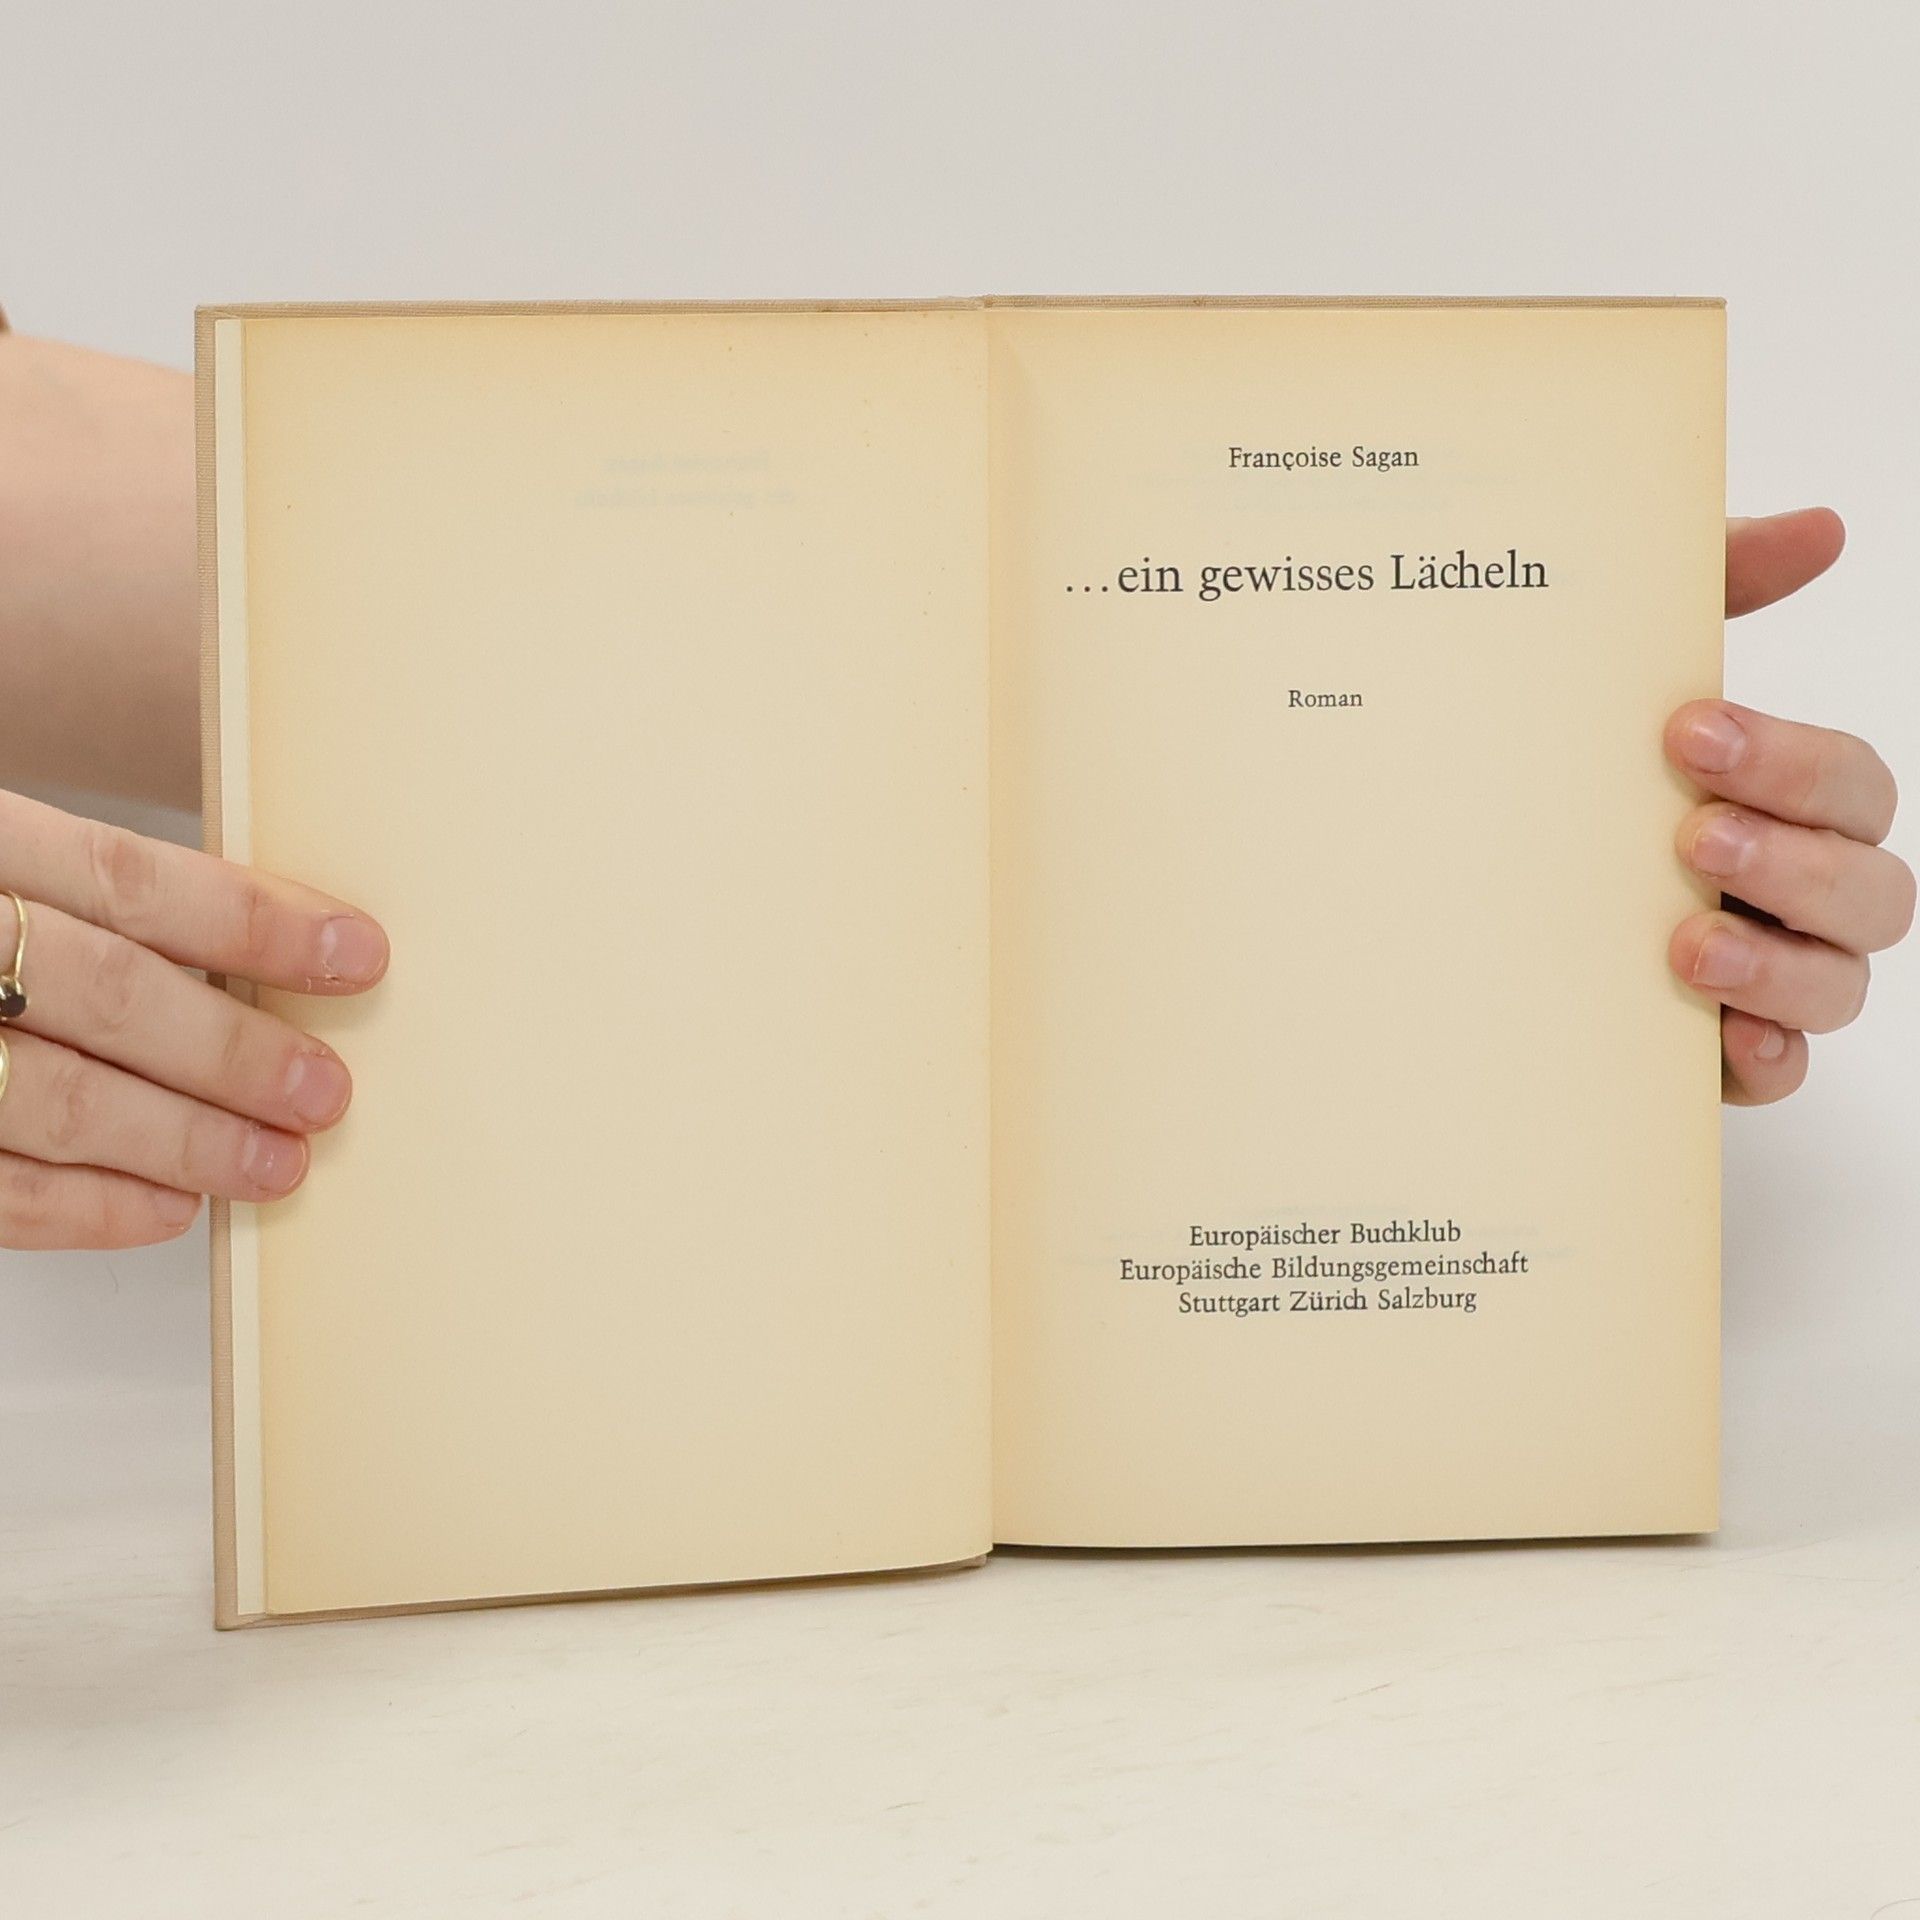 Françoise Sagan
...ein gewisses Lächeln
Roman
Europäischer Buchklub
Europäische Bildungsgemeinschaft
Stuttgart Zürich Salzburg